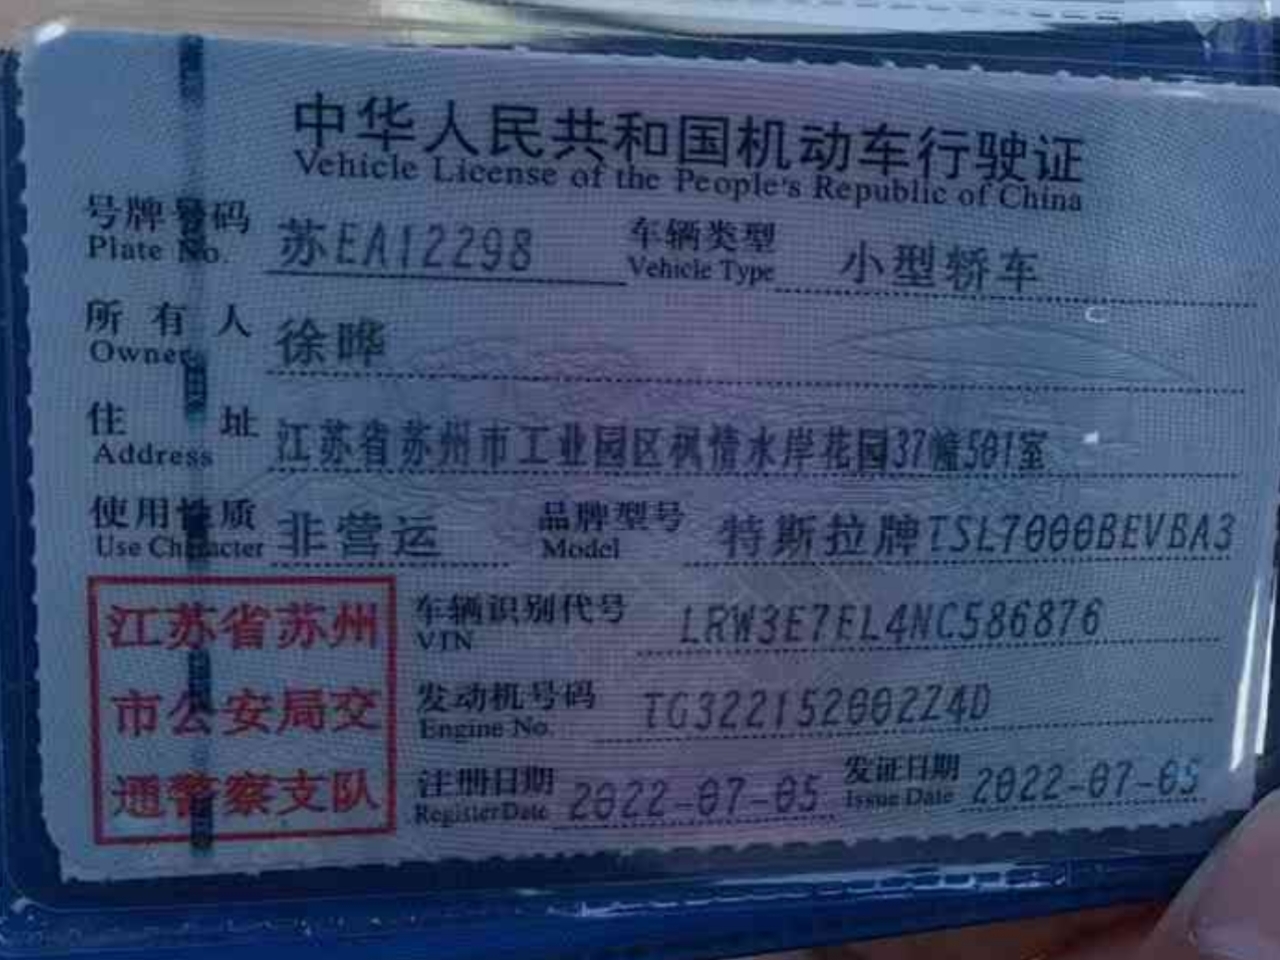 中华人民共和国机动车行驶证
Vehicle License of the People's Republic of China
号牌号码 苏EA12298 车辆类型 小型轿车
Plate No. Vehicle Type
所有人 徐晔
Owner
住址 江苏省苏州市工业园区枫情水岸花园37幢501室
Address
使用性质 非营运 品牌型号 特斯拉牌TSL7000BEVBA3
Use Character Model
江苏省苏州
市公安局交
通警察支队
车辆识别代号 LRW3E7EL4NC586876
VIN
发动机号码 TG322152002Z4D
Engine No.
注册日期 2022-07-05 发证日期 2022-07-05
Register Date Issue Date